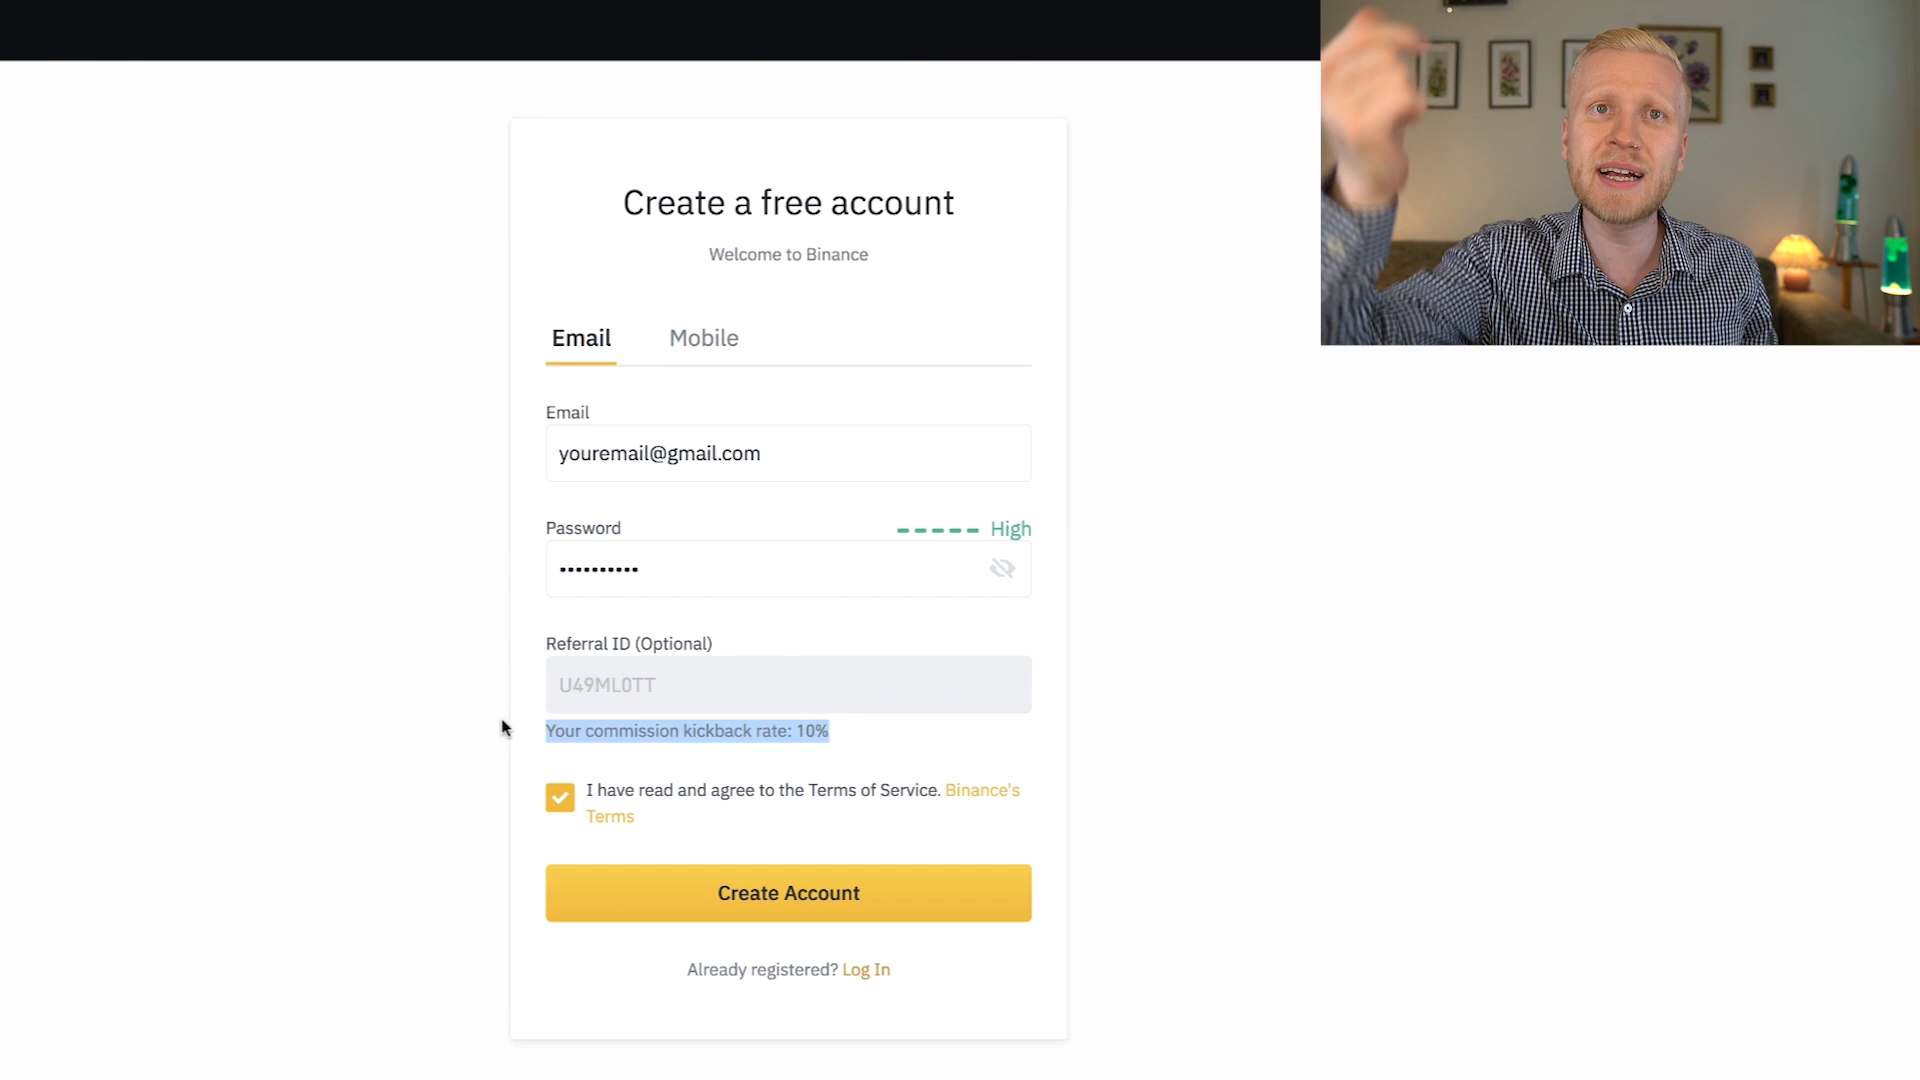 Create a free account
Welcome to Binance
Email Mobile
Email
youremail@gmail.com
Password High
••••••••••
Referral ID (Optional)
U49ML0TT
Your commission kickback rate: 10%
I have read and agree to the Terms of Service. Binance's
Terms
Create Account
Already registered? Log In